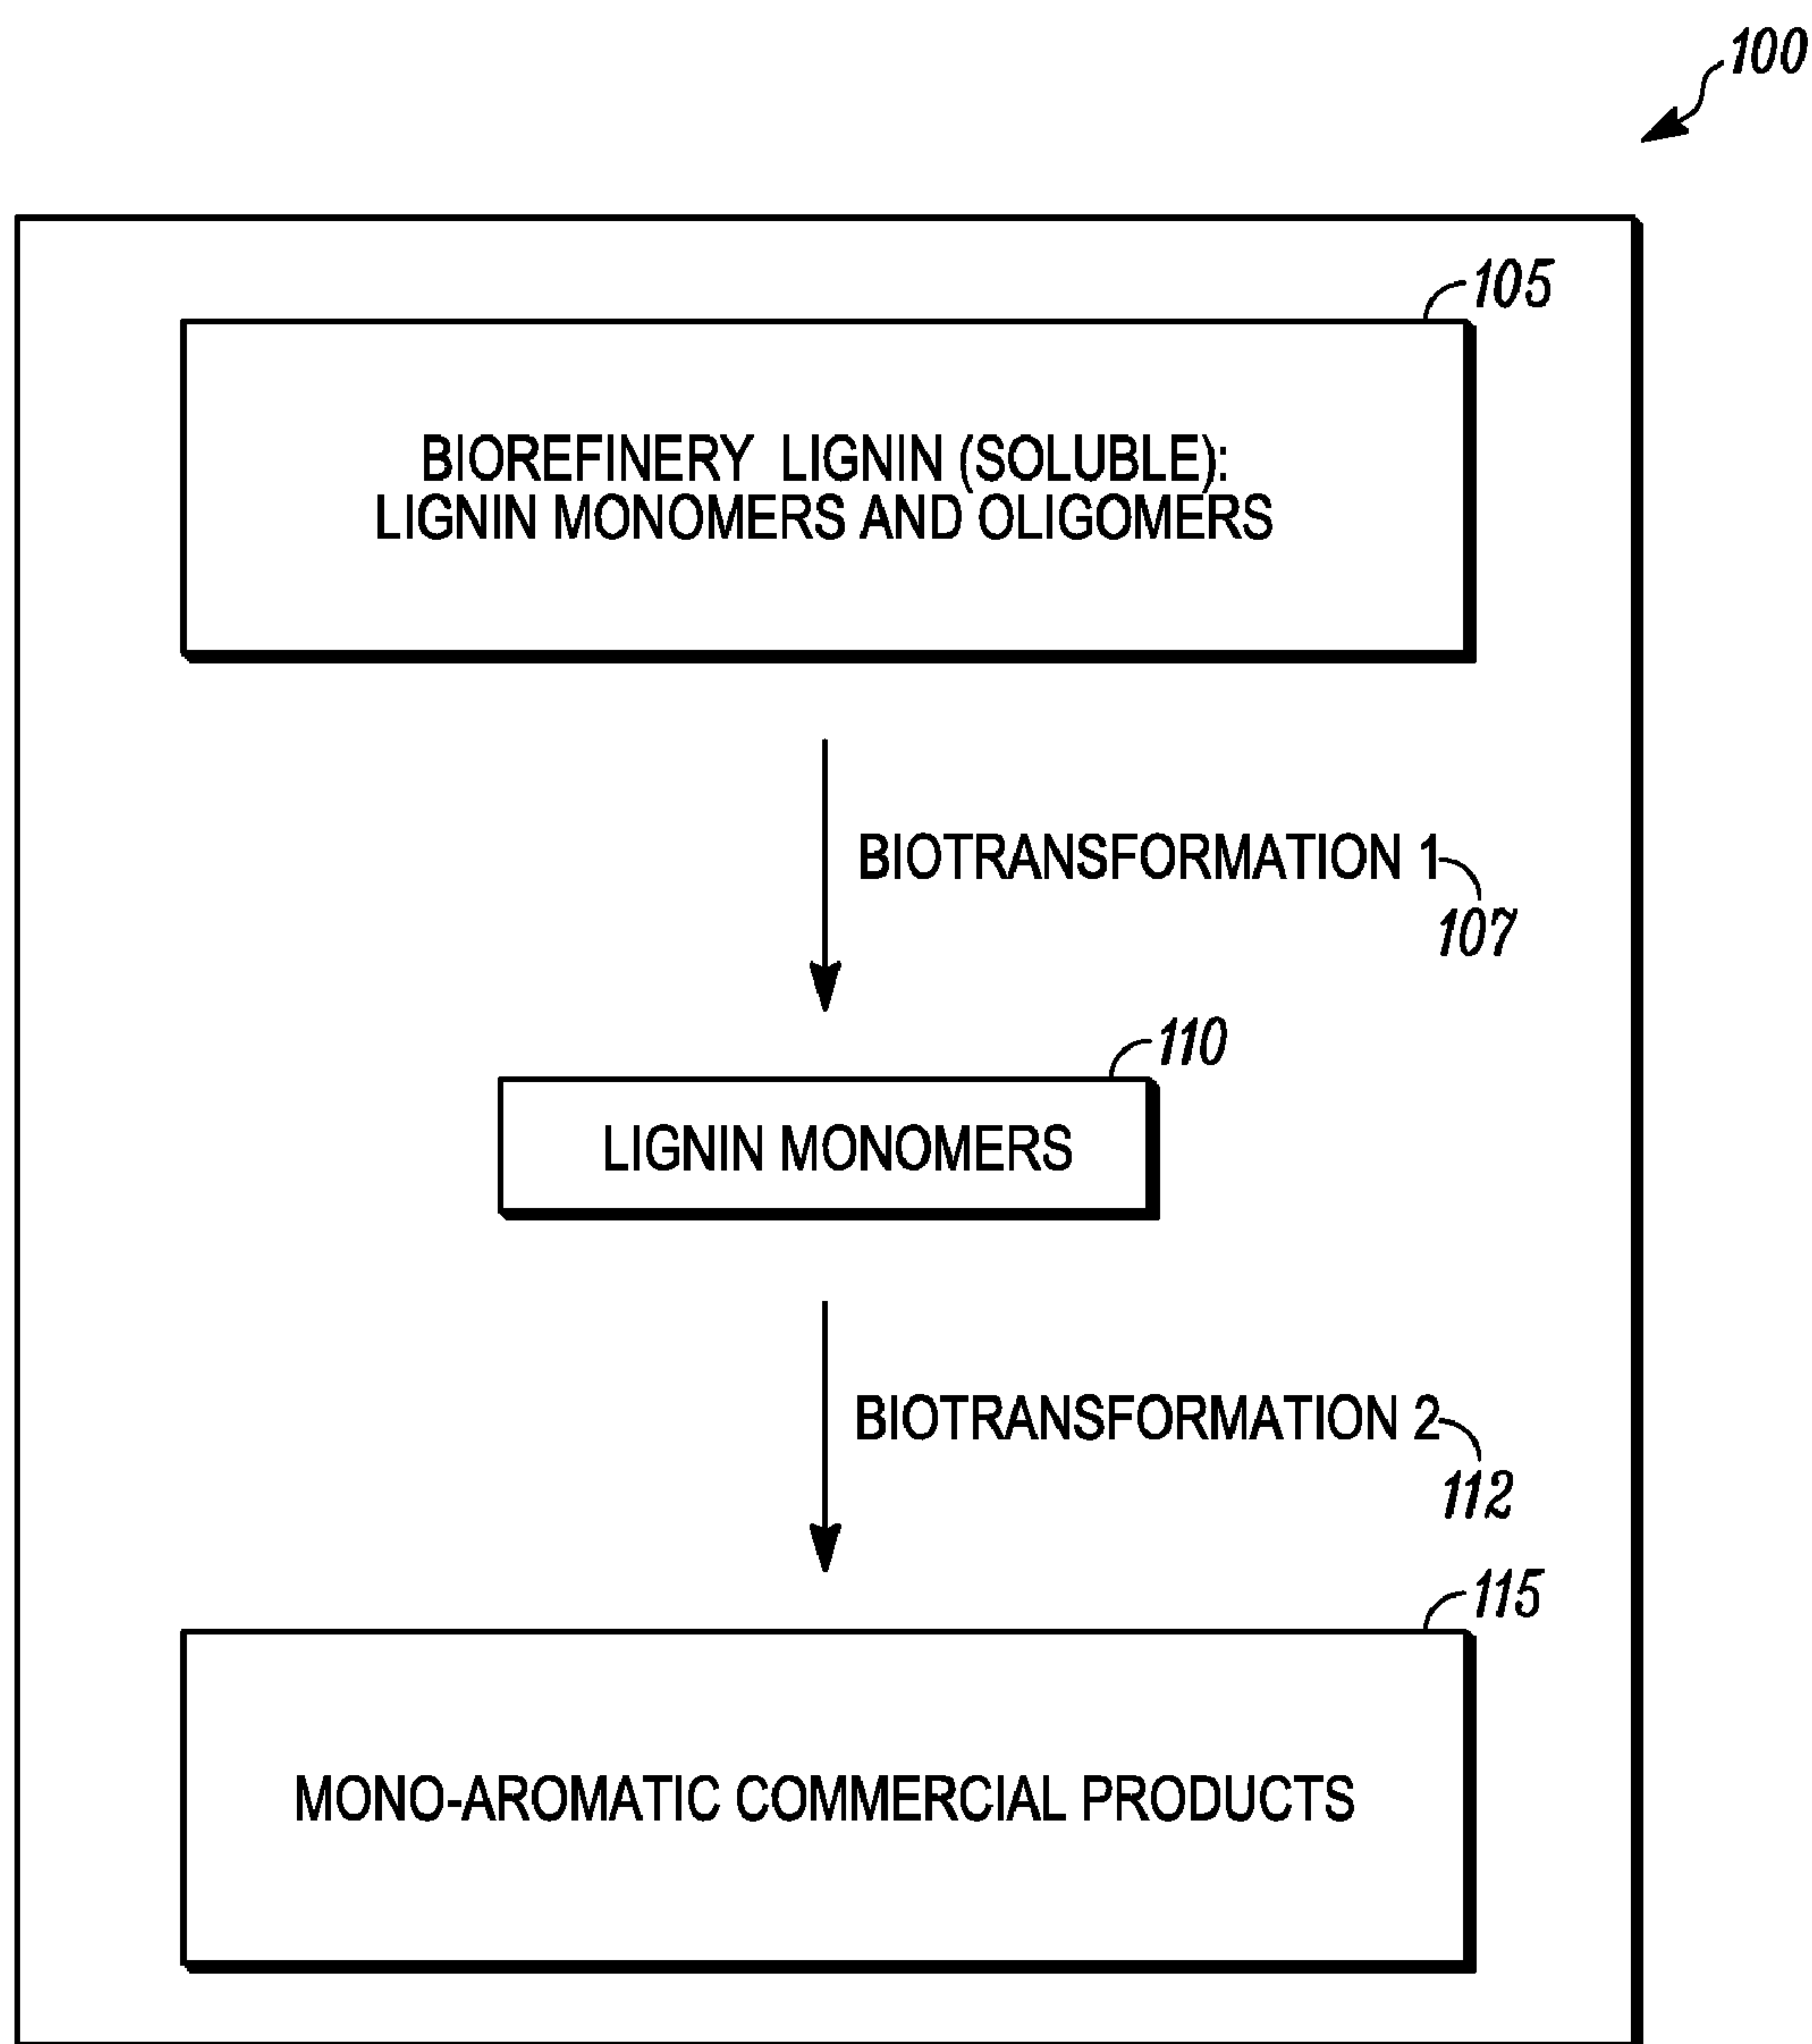 100
105
BIOREFINERY LIGNIN (SOLUBLE):
LIGNIN MONOMERS AND OLIGOMERS
BIOTRANSFORMATION 1
107
110
LIGNIN MONOMERS
BIOTRANSFORMATION 2
112
115
MONO-AROMATIC COMMERCIAL PRODUCTS